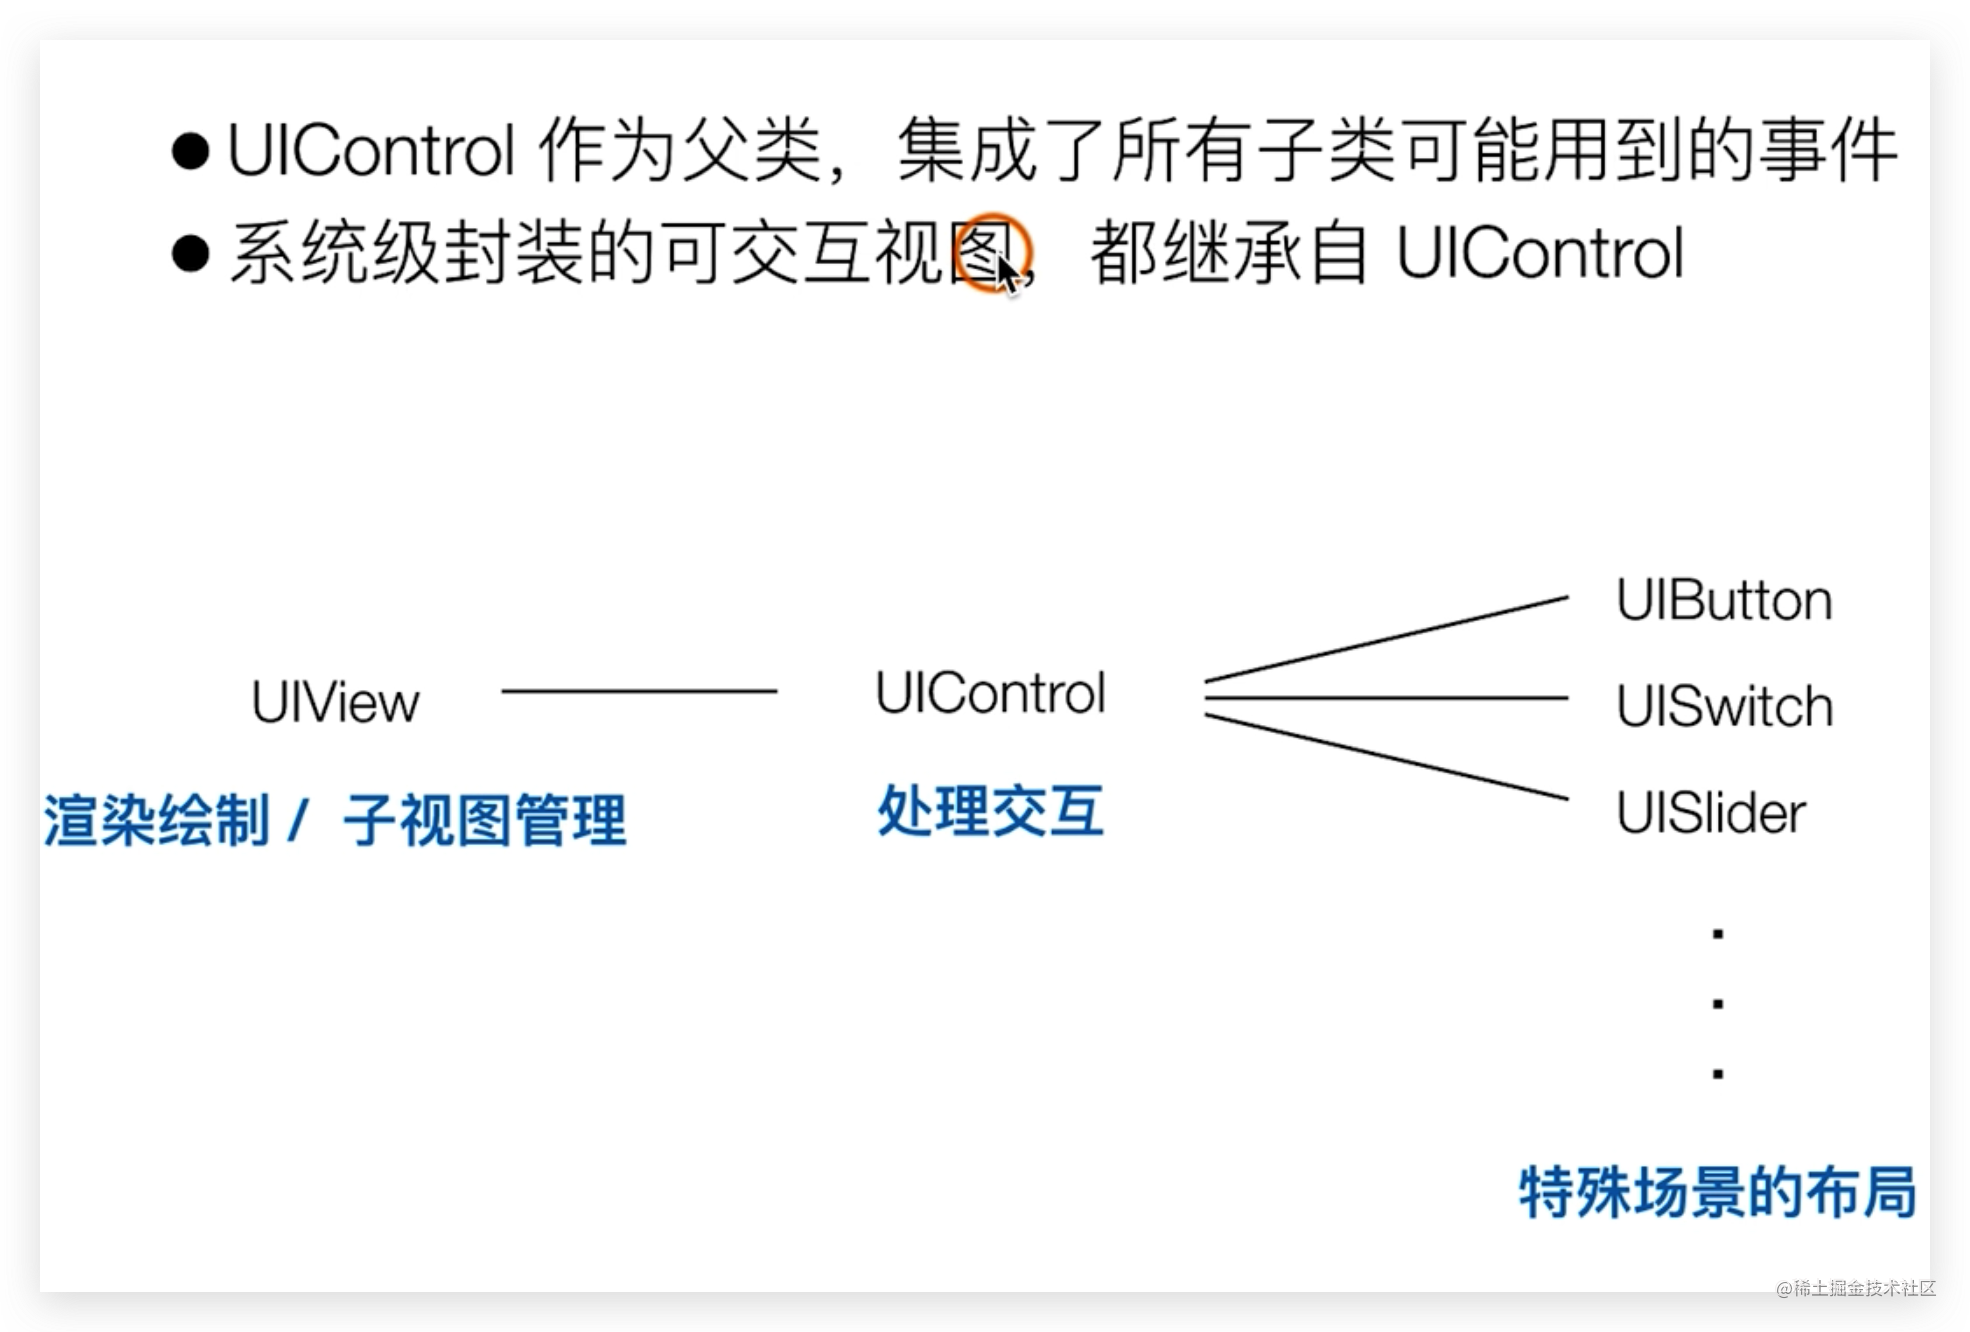 ● UIControl 作为父类，集成了所有子类可能用到的事件
● 系统级封装的可交互视图，都继承自 UIControl
UIButton
UIView
UIControl
UISwitch
渲染绘制 / 子视图管理
处理交互
UISlider
特殊场景的布局
@稀土掘金技术社区